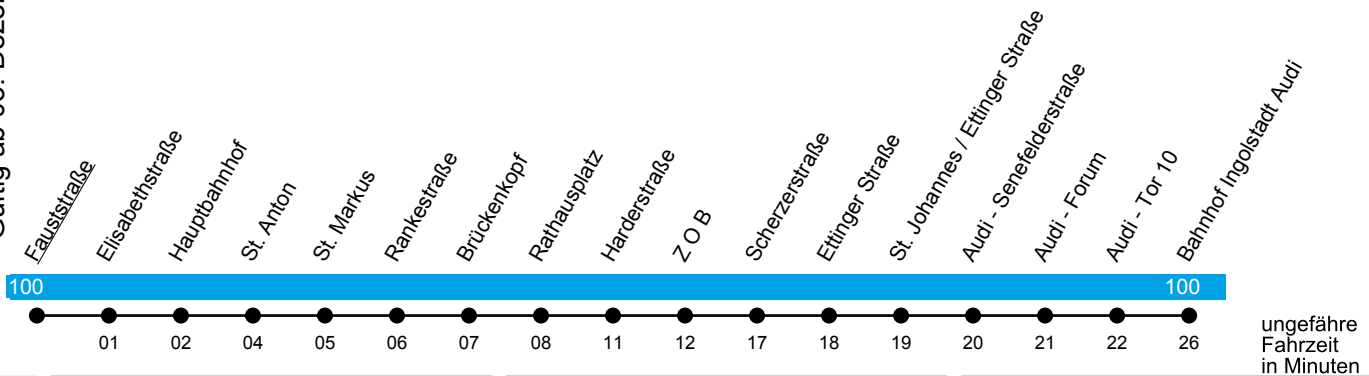 Fauststraße
Elisabethstraße
Hauptbahnhof
St. Anton
St. Markus
Rankestraße
Brückenkopf
Rathausplatz
Harderstraße
Z O B
Scherzerstraße
Ettinger Straße
St. Johannes / Ettinger Straße
Audi - Senefelderstraße
Audi - Forum
Audi - Tor 10
Bahnhof Ingolstadt Audi
100 100
01 02 04 05 06 07 08 11 12 17 18 19 20 21 22 26
ungefähre
Fahrzeit
in Minuten